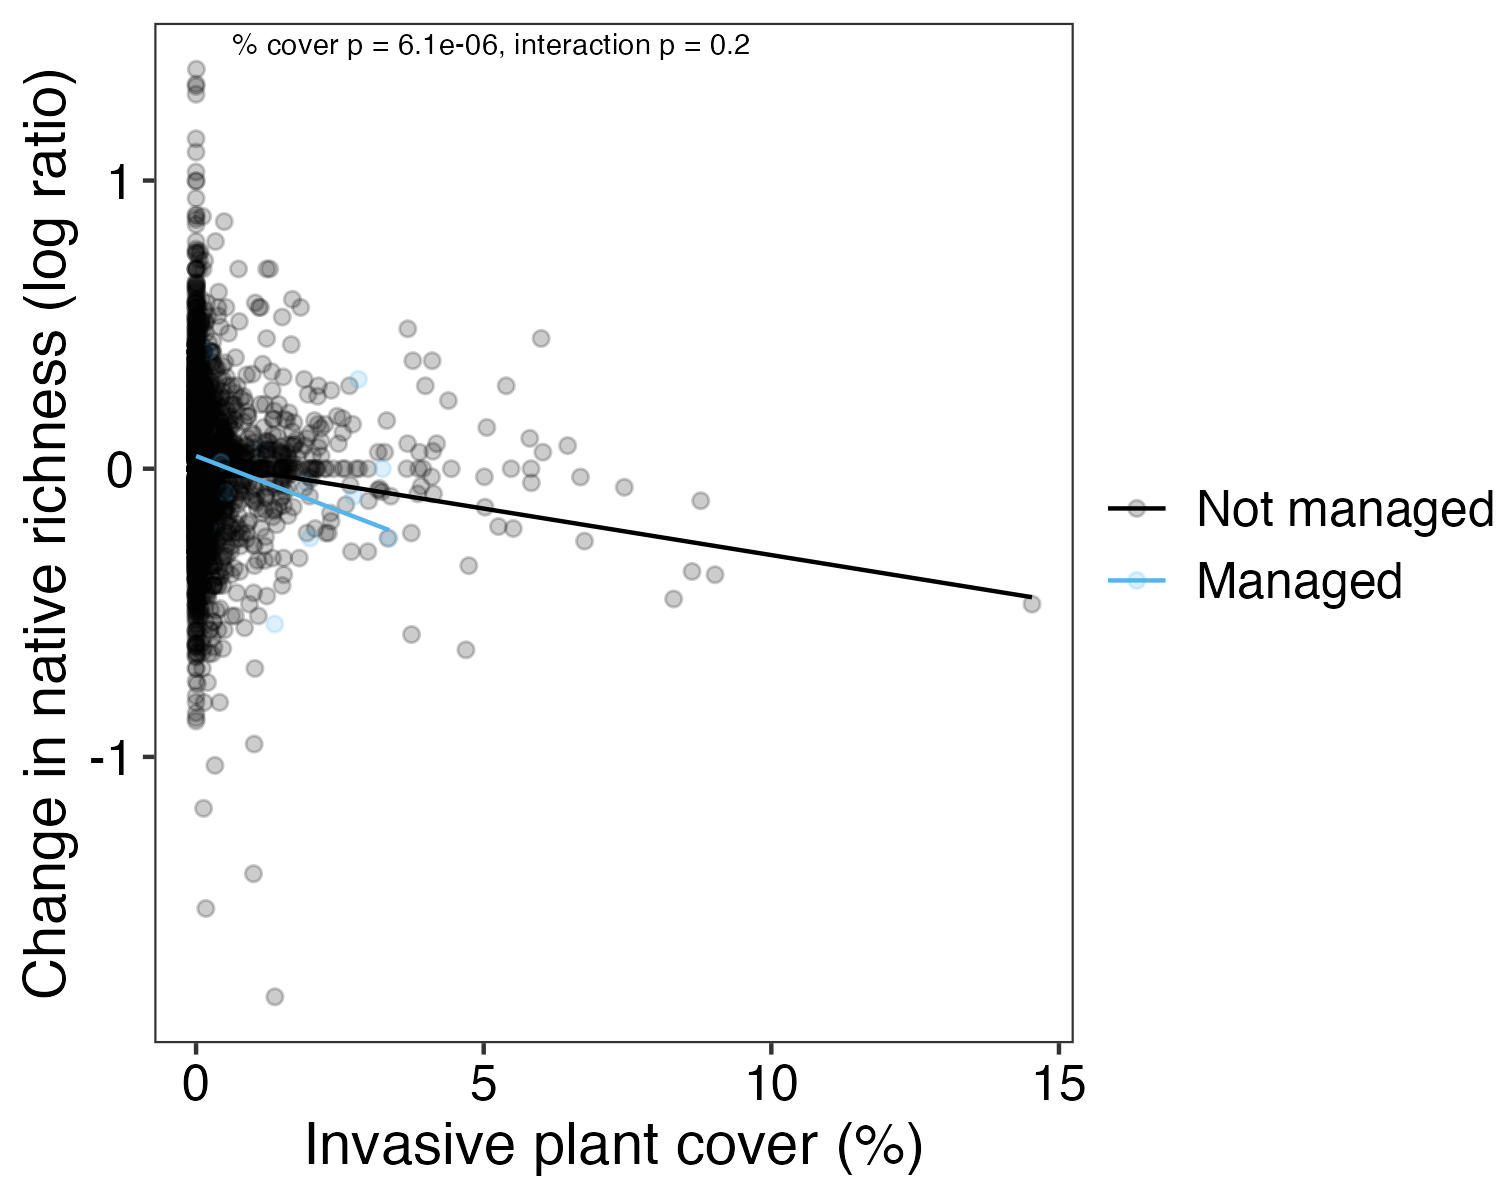 % cover p = 6.1e-06, interaction p = 0.2
Change in native richness (log ratio)
1
0
-1
0 5 10 15
Invasive plant cover (%)
Not managed
Managed